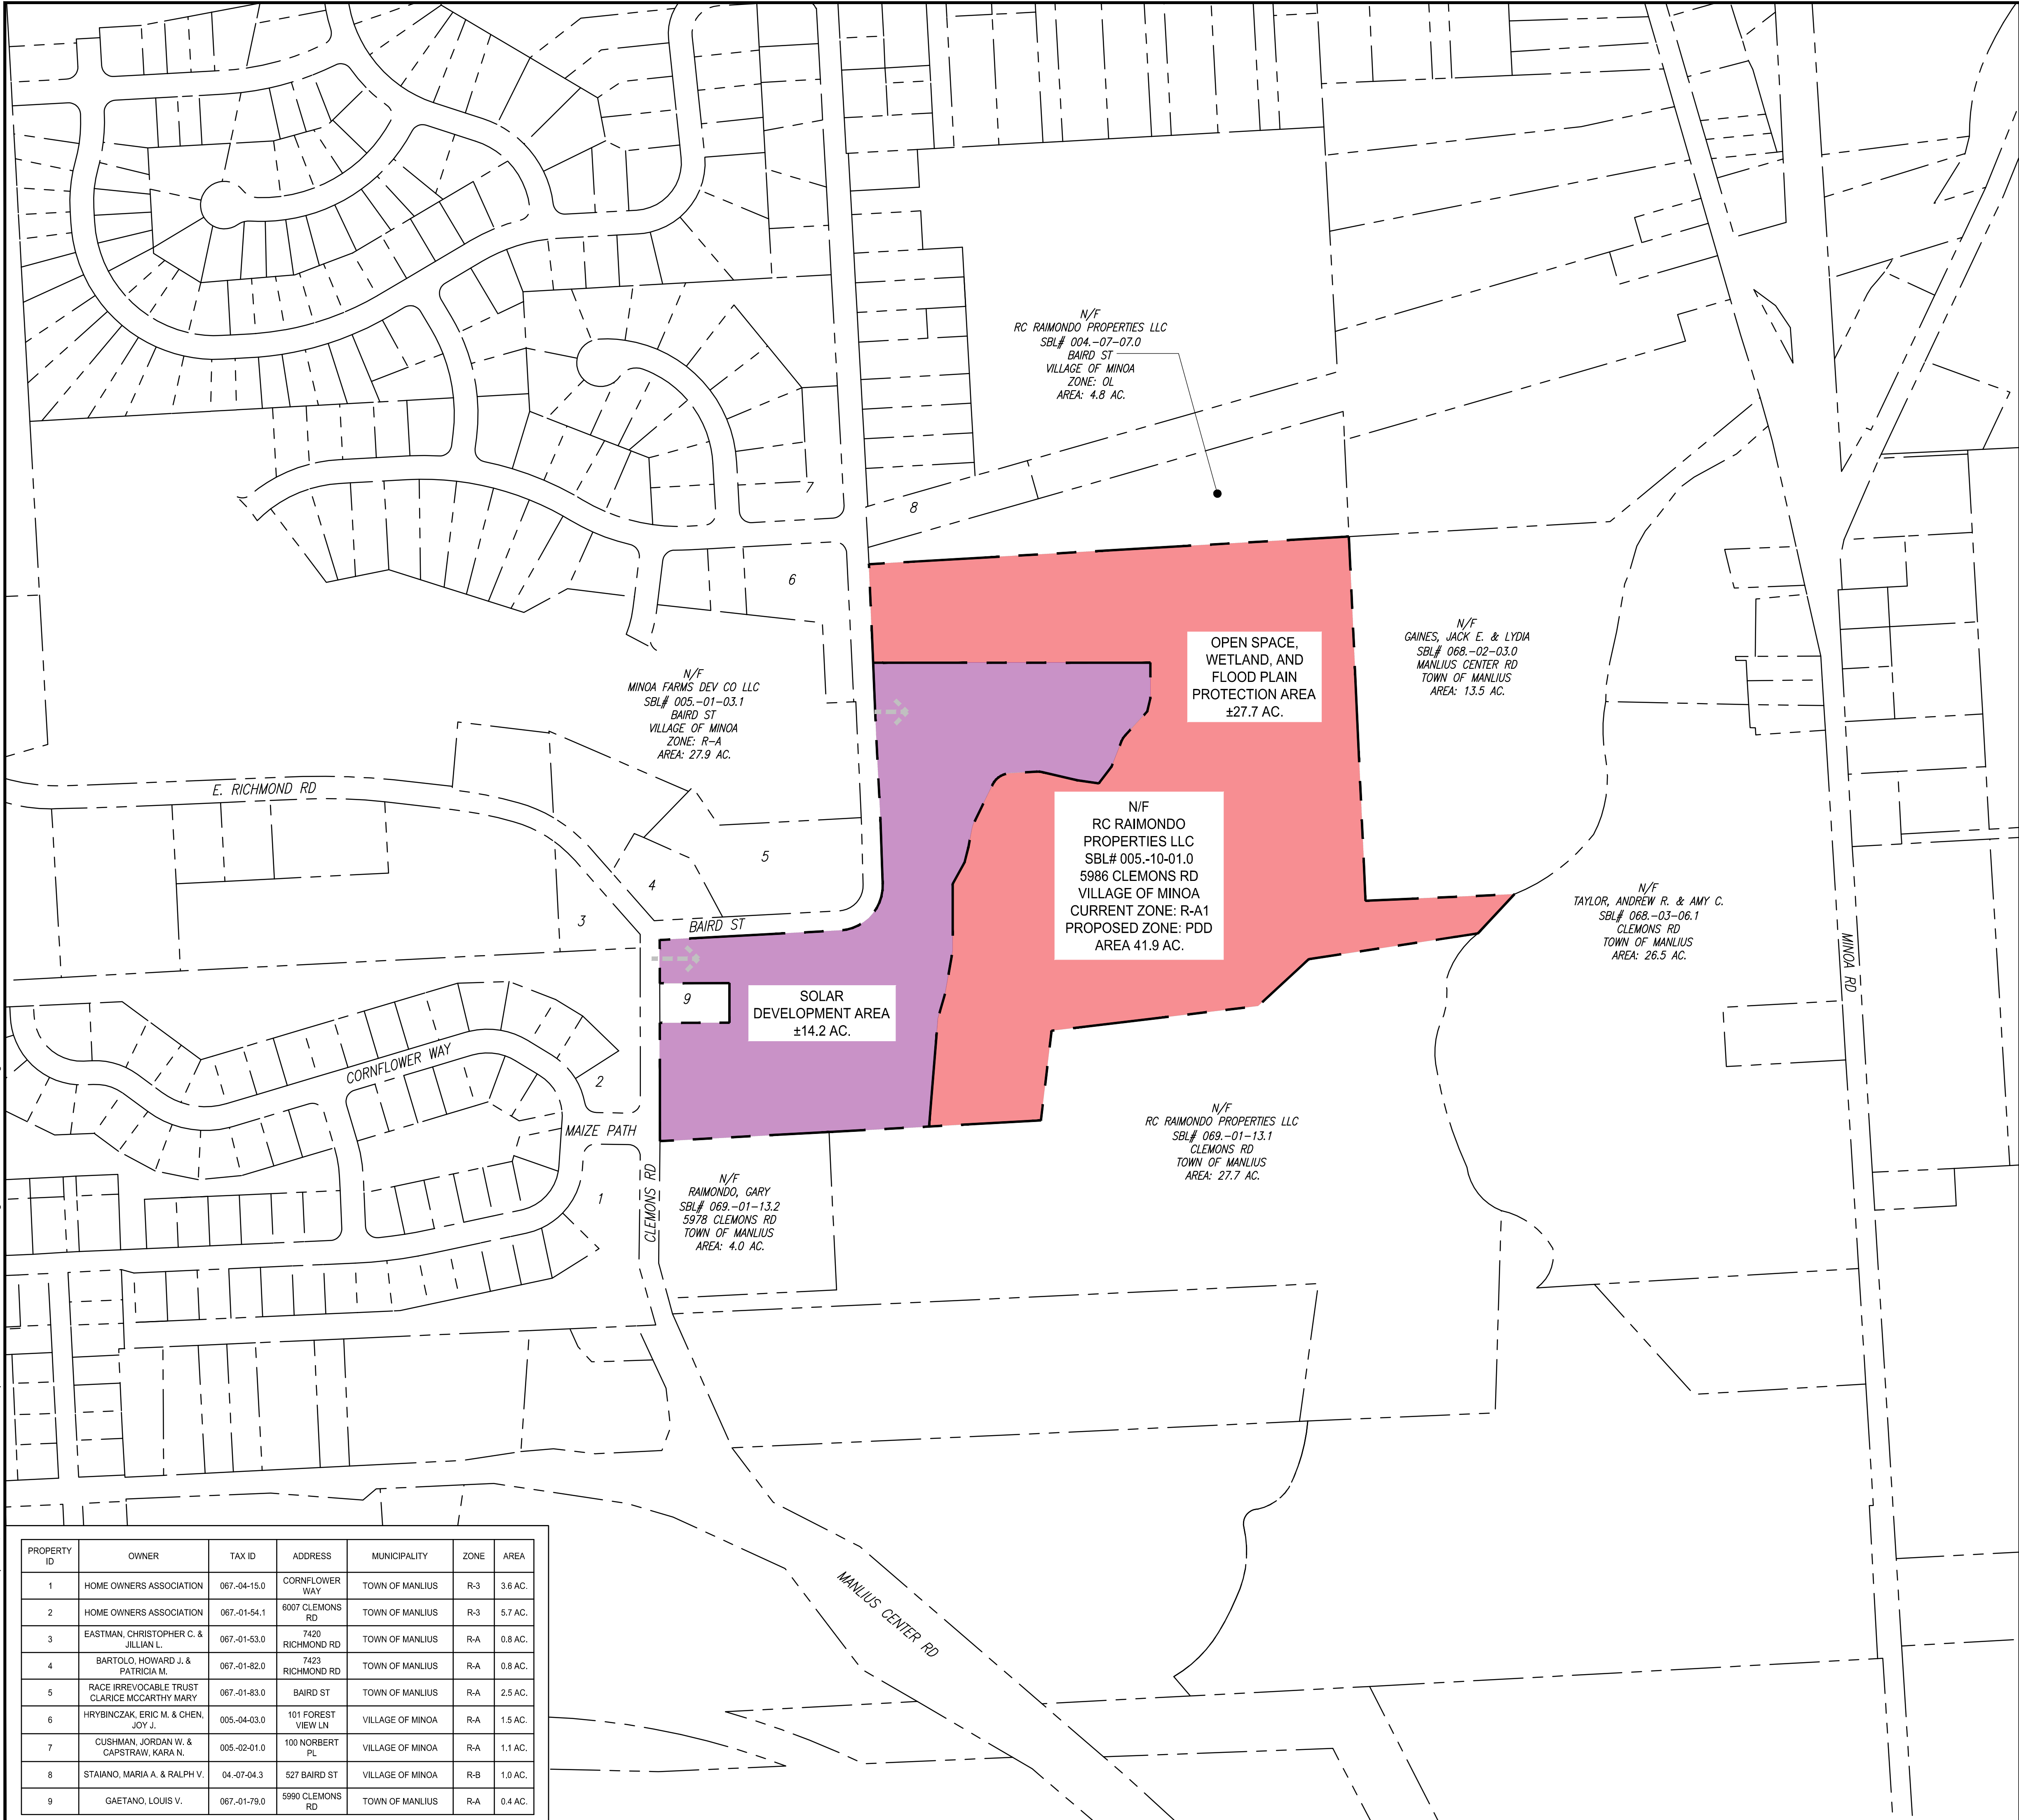 N/F
RC RAIMONDO PROPERTIES LLC
SBL# 004.-07-07.0
BAIRD ST
VILLAGE OF MINOA
ZONE: OL
AREA: 4.8 AC.
7
8
6
OPEN SPACE,
WETLAND, AND
FLOOD PLAIN
PROTECTION AREA
±27.7 AC.
N/F
GAINES, JACK E. & LYDIA
SBL# 068.-02-03.0
MANLIUS CENTER RD
TOWN OF MANLIUS
AREA: 13.5 AC.
N/F
MINOA FARMS DEV CO LLC
SBL# 005.-01-03.1
BAIRD ST
VILLAGE OF MINOA
ZONE: R-A
AREA: 27.9 AC.
E. RICHMOND RD
N/F
RC RAIMONDO
PROPERTIES LLC
SBL# 005.-10-01.0
5986 CLEMONS RD
VILLAGE OF MINOA
CURRENT ZONE: R-A1
PROPOSED ZONE: PDD
AREA 41.9 AC.
5
4
3
BAIRD ST
N/F
TAYLOR, ANDREW R. & AMY C.
SBL# 068.-03-06.1
CLEMONS RD
TOWN OF MANLIUS
AREA: 26.5 AC.
MINOA RD
9
SOLAR
DEVELOPMENT AREA
±14.2 AC.
CORNFLOWER WAY
2
MAIZE PATH
1
CLEMONS RD
N/F
RAIMONDO, GARY
SBL# 069.-01-13.2
5978 CLEMONS RD
TOWN OF MANLIUS
AREA: 4.0 AC.
N/F
RC RAIMONDO PROPERTIES LLC
SBL# 069.-01-13.1
CLEMONS RD
TOWN OF MANLIUS
AREA: 27.7 AC.
MANLIUS CENTER RD
PROPERTY ID OWNER TAX ID ADDRESS MUNICIPALITY ZONE AREA
1 HOME OWNERS ASSOCIATION 067.-04-15.0 CORNFLOWER WAY TOWN OF MANLIUS R-3 3.6 AC.
2 HOME OWNERS ASSOCIATION 067.-01-54.1 6007 CLEMONS RD TOWN OF MANLIUS R-3 5.7 AC.
3 EASTMAN, CHRISTOPHER C. & JILLIAN L. 067.-01-53.0 7420 RICHMOND RD TOWN OF MANLIUS R-A 0.8 AC.
4 BARTOLO, HOWARD J. & PATRICIA M. 067.-01-82.0 7423 RICHMOND RD TOWN OF MANLIUS R-A 0.8 AC.
5 RACE IRREVOCABLE TRUST CLARICE MCCARTHY MARY 067.-01-83.0 BAIRD ST TOWN OF MANLIUS R-A 2.5 AC.
6 HRYBINCZAK, ERIC M. & CHEN, JOY J. 005.-04-03.0 101 FOREST VIEW LN VILLAGE OF MINOA R-A 1.5 AC.
7 CUSHMAN, JORDAN W. & CAPSTRAW, KARA N. 005.-02-01.0 100 NORBERT PL VILLAGE OF MINOA R-A 1.1 AC.
8 STAIANO, MARIA A. & RALPH V. 04.-07-04.3 527 BAIRD ST VILLAGE OF MINOA R-B 1.0 AC.
9 GAETANO, LOUIS V. 067.-01-79.0 5990 CLEMONS RD TOWN OF MANLIUS R-A 0.4 AC.